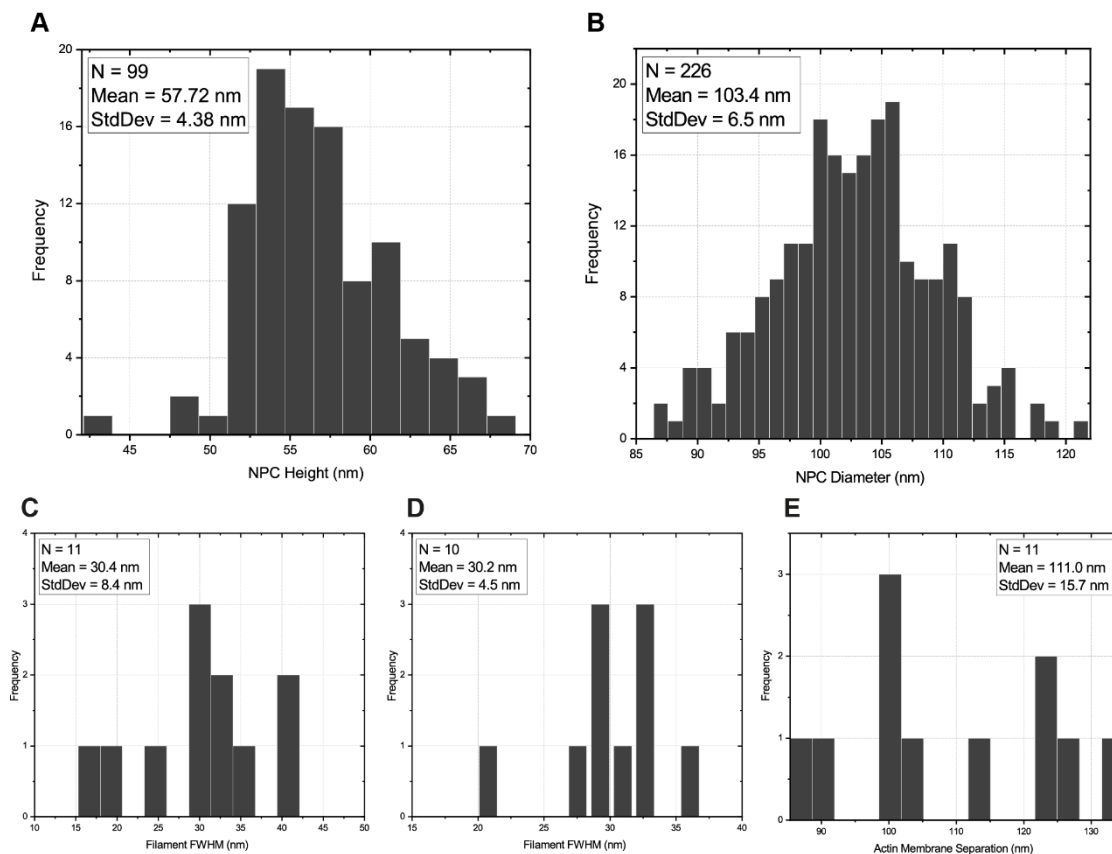 A
N = 99
Mean = 57.72 nm
StdDev = 4.38 nm
20
16
12
8
4
0
Frequency
45 50 55 60 65 70
NPC Height (nm)
B
N = 226
Mean = 103.4 nm
StdDev = 6.5 nm
20
16
12
8
4
0
Frequency
85 90 95 100 105 110 115 120
NPC Diameter (nm)
C
N = 11
Mean = 30.4 nm
StdDev = 8.4 nm
4
3
2
1
0
Frequency
10 15 20 25 30 35 40 45 50
Filament FWHM (nm)
D
N = 10
Mean = 30.2 nm
StdDev = 4.5 nm
4
3
2
1
0
Frequency
15 20 25 30 35 40
Filament FWHM (nm)
E
N = 11
Mean = 111.0 nm
StdDev = 15.7 nm
3
2
1
0
Frequency
90 100 110 120 130
Actin Membrane Separation (nm)